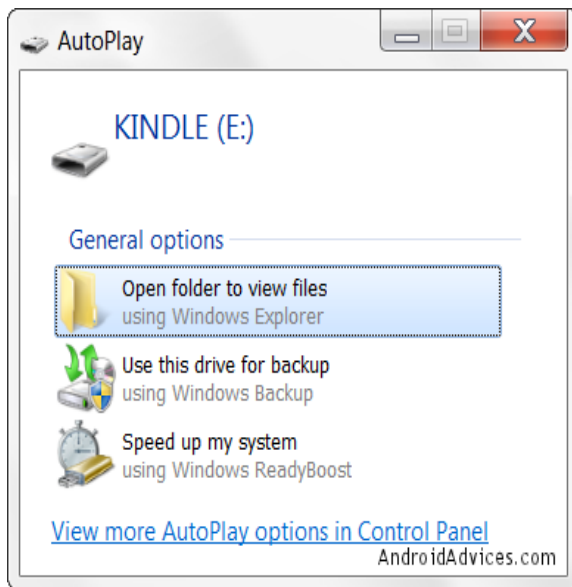 AutoPlay
KINDLE (E:)
General options
Open folder to view files
using Windows Explorer
Use this drive for backup
using Windows Backup
Speed up my system
using Windows ReadyBoost
View more AutoPlay options in Control Panel
AndroidAdvices.com